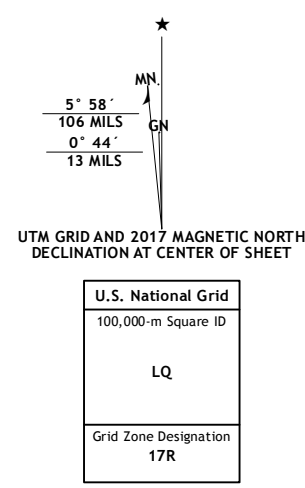 ★
MN.
5° 58´
106 MILS
GN
0° 44´
13 MILS
UTM GRID AND 2017 MAGNETIC NORTH
DECLINATION AT CENTER OF SHEET
U.S. National Grid
100,000-m Square ID
LQ
Grid Zone Designation
17R